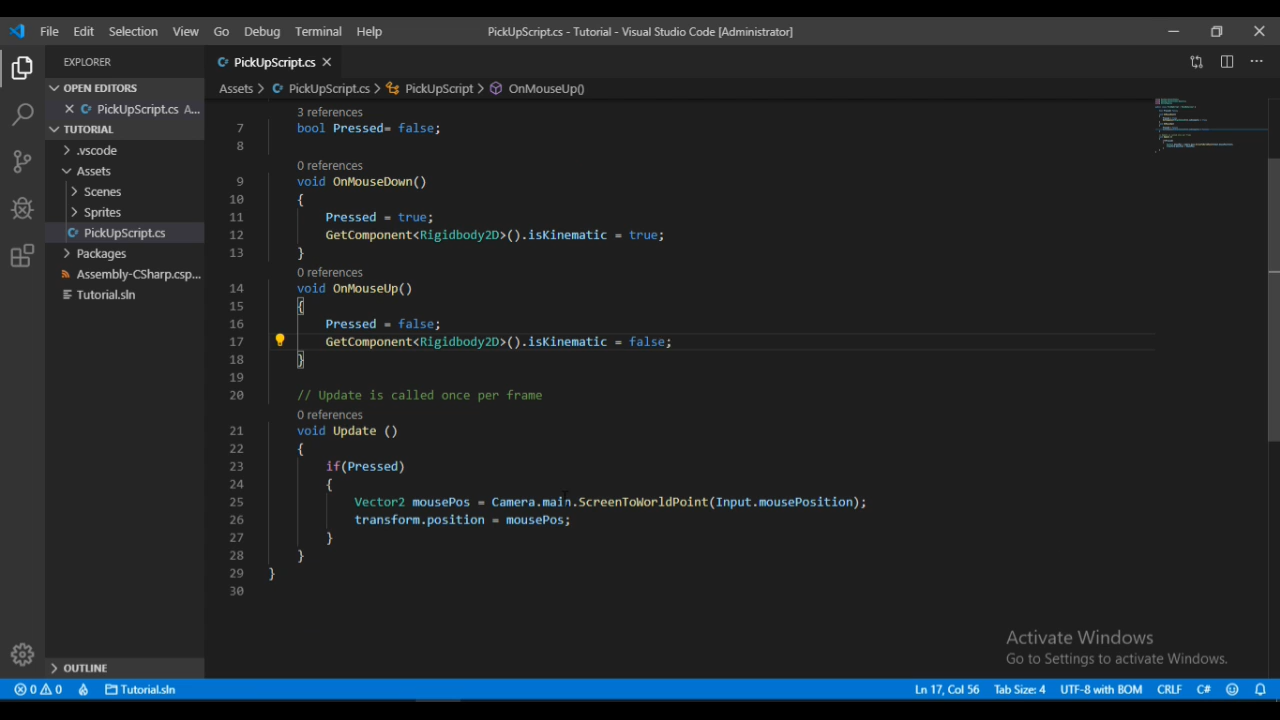 File Edit Selection View Go Debug Terminal Help PickUpScript.cs - Tutorial - Visual Studio Code [Administrator]
EXPLORER
OPEN EDITORS
PickUpScript.cs A...
TUTORIAL
.vscode
Assets
Scenes
Sprites
PickUpScript.cs
Packages
Assembly-CSharp.csp...
Tutorial.sln
OUTLINE
PickUpScript.cs
Assets > PickUpScript.cs > PickUpScript > OnMouseUp()
3 references
7 bool Pressed= false;
8
0 references
9 void OnMouseDown()
10 {
11 Pressed = true;
12 GetComponent<Rigidbody2D>().isKinematic = true;
13 }
0 references
14 void OnMouseUp()
15 {
16 Pressed = false;
17 GetComponent<Rigidbody2D>().isKinematic = false;
18 }
19
20 // Update is called once per frame
0 references
21 void Update ()
22 {
23 if(Pressed)
24 {
25 Vector2 mousePos = Camera.main.ScreenToWorldPoint(Input.mousePosition);
26 transform.position = mousePos;
27 }
28 }
29 }
30
Activate Windows
Go to Settings to activate Windows.
0 0 Tutorial.sln Ln 17, Col 56 Tab Size: 4 UTF-8 with BOM CRLF C#